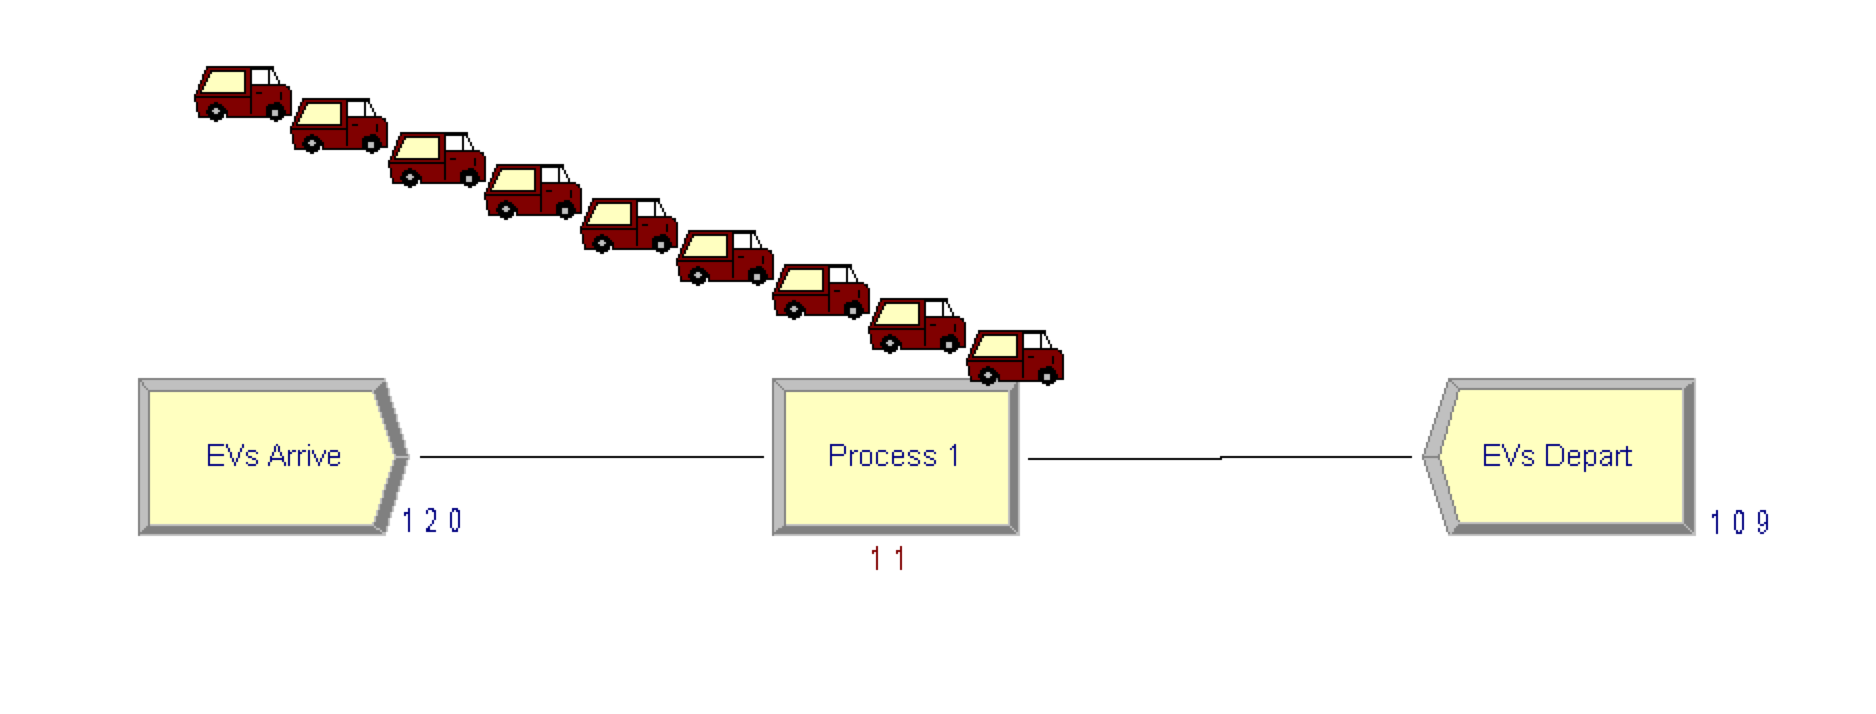 EVs Arrive
120
Process 1
11
EVs Depart
109